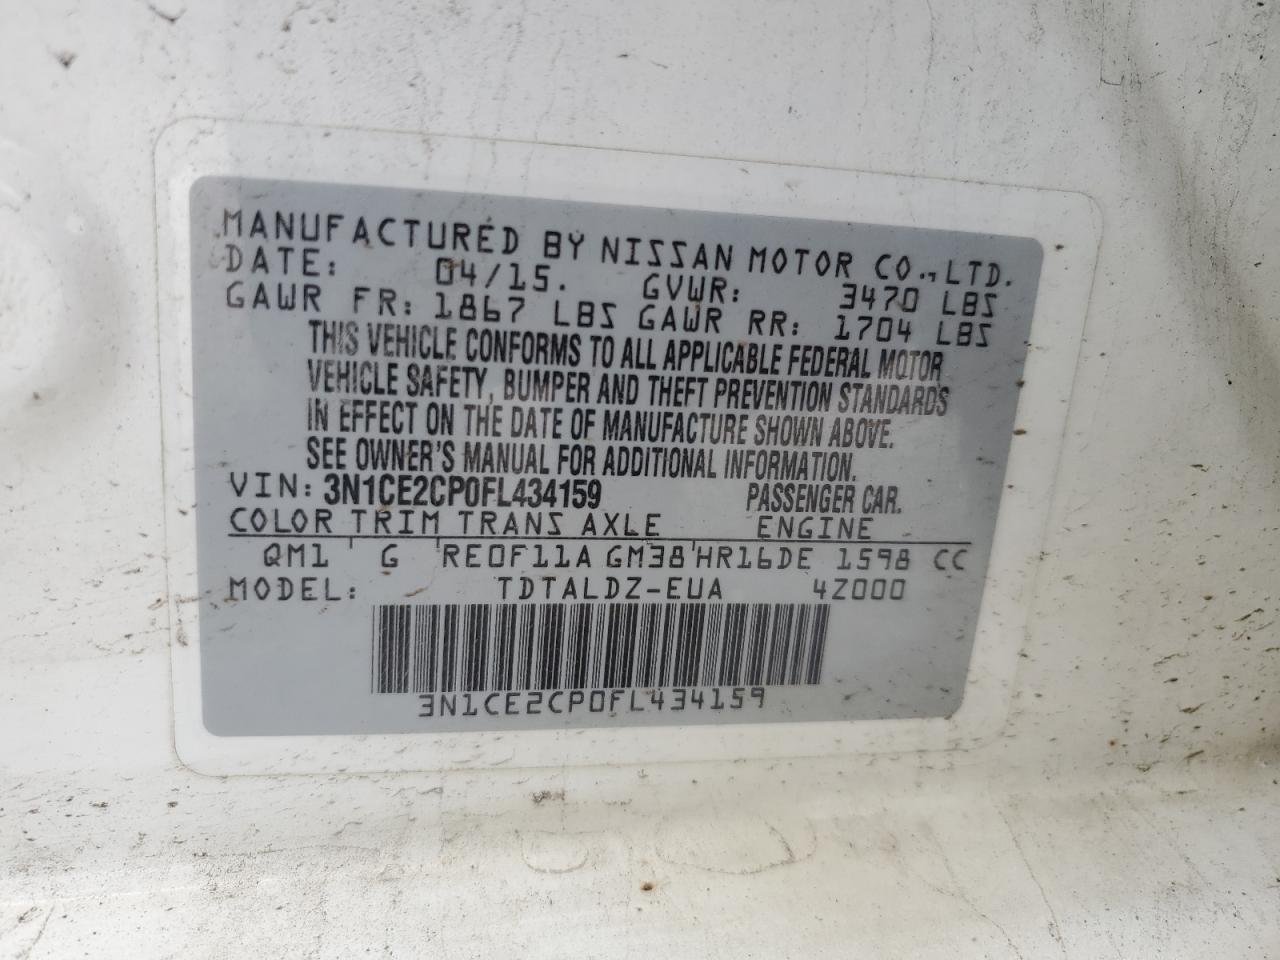 MANUFACTURED BY NISSAN MOTOR CO., LTD.
DATE: 04/15. GVWR: 3470 LBS
GAWR FR: 1867 LBS GAWR RR: 1704 LBS
THIS VEHICLE CONFORMS TO ALL APPLICABLE FEDERAL MOTOR
VEHICLE SAFETY, BUMPER AND THEFT PREVENTION STANDARDS
IN EFFECT ON THE DATE OF MANUFACTURE SHOWN ABOVE.
SEE OWNER'S MANUAL FOR ADDITIONAL INFORMATION.
VIN: 3N1CE2CP0FL434159 PASSENGER CAR.
COLOR TRIM TRANS AXLE ENGINE
QM1 G RE0F11A GM38 HR16DE 1598 CC
MODEL: TDTALDZ-EUA 4Z000
3N1CE2CP0FL434159